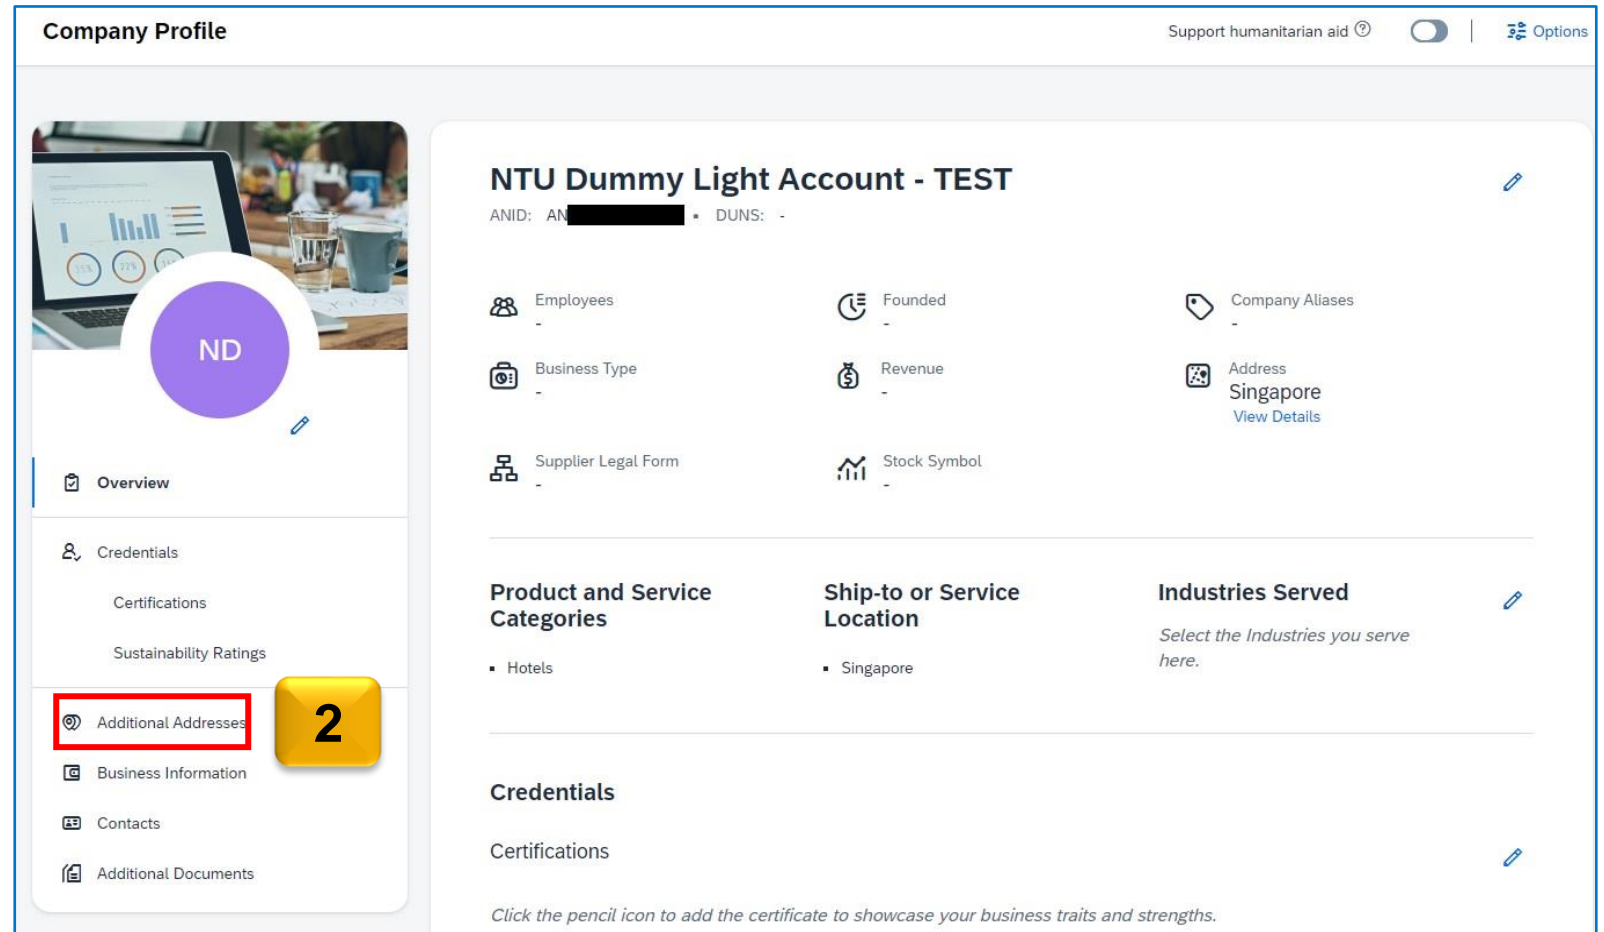 Company Profile
Support humanitarian aid
Options
ND
Overview
Credentials
Certifications
Sustainability Ratings
Additional Addresses
2
Business Information
Contacts
Additional Documents
NTU Dummy Light Account - TEST
ANID: AN ▪ DUNS: -
Employees
-
Founded
-
Company Aliases
-
Business Type
-
Revenue
-
Address
Singapore
View Details
Supplier Legal Form
-
Stock Symbol
-
Product and Service
Categories
▪ Hotels
Ship-to or Service
Location
▪ Singapore
Industries Served
Select the Industries you serve
here.
Credentials
Certifications
Click the pencil icon to add the certificate to showcase your business traits and strengths.